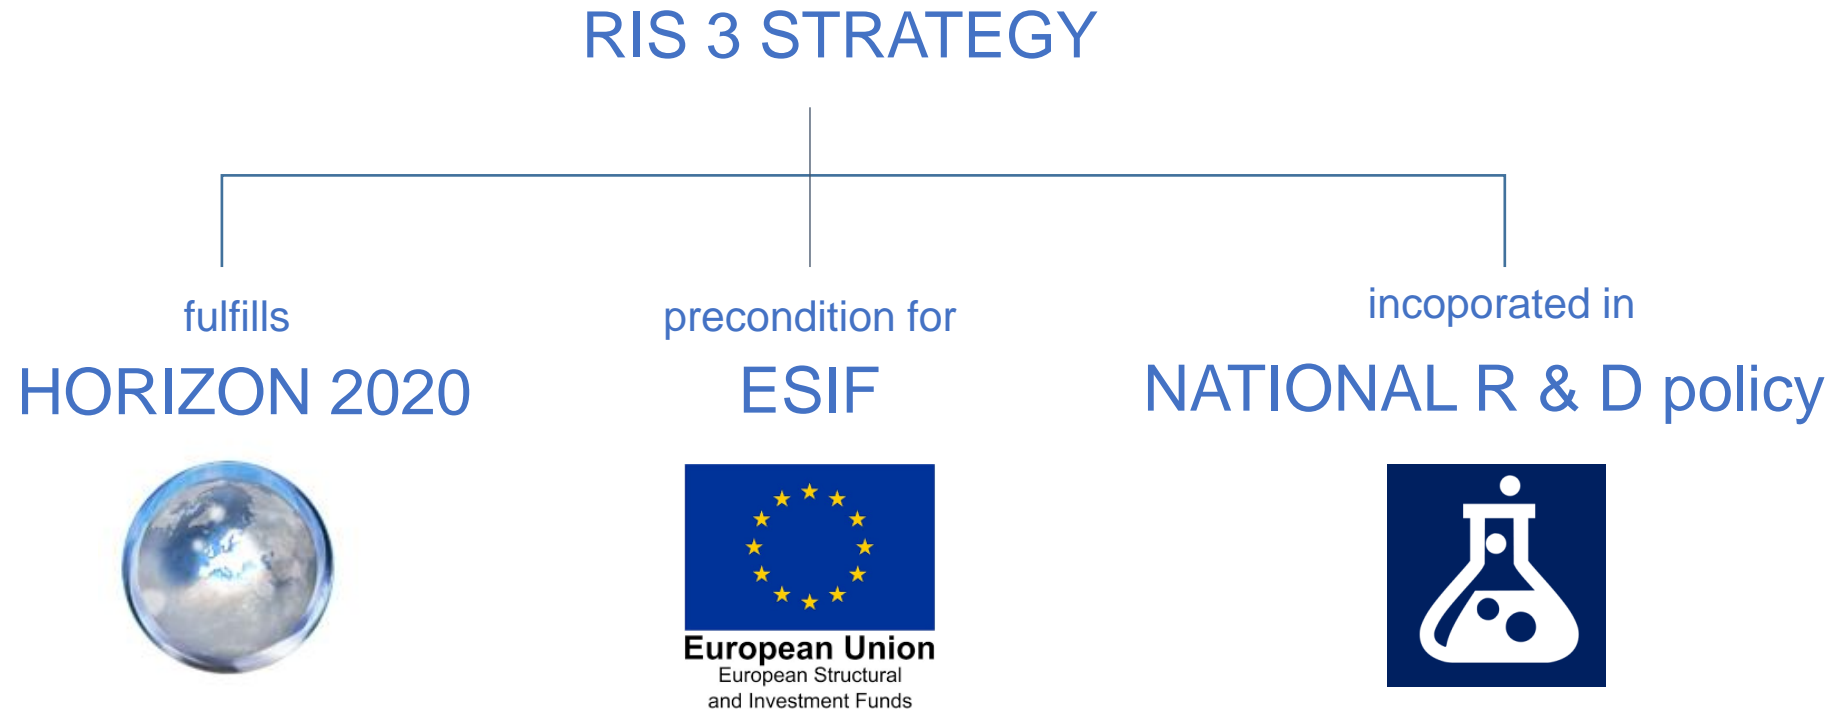 RIS 3 STRATEGY
fulfills
HORIZON 2020
precondition for
ESIF
European Union
European Structural
and Investment Funds
incoporated in
NATIONAL R & D policy